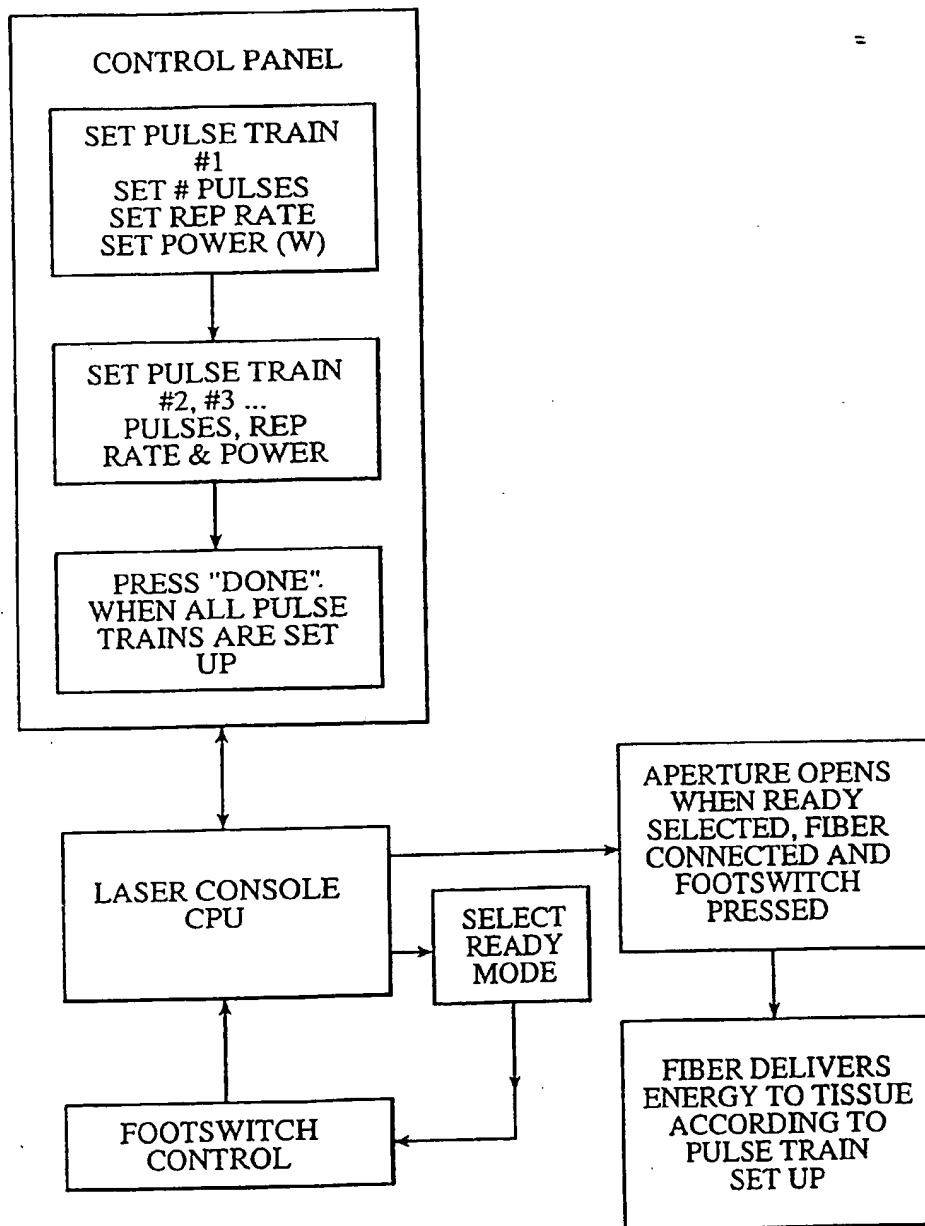 CONTROL PANEL
SET PULSE TRAIN
#1
SET # PULSES
SET REP RATE
SET POWER (W)
SET PULSE TRAIN
#2, #3 ...
PULSES, REP
RATE & POWER
PRESS "DONE".
WHEN ALL PULSE
TRAINS ARE SET
UP
LASER CONSOLE
CPU
SELECT
READY
MODE
FOOTSWITCH
CONTROL
APERTURE OPENS
WHEN READY
SELECTED, FIBER
CONNECTED AND
FOOTSWITCH
PRESSED
FIBER DELIVERS
ENERGY TO TISSUE
ACCORDING TO
PULSE TRAIN
SET UP